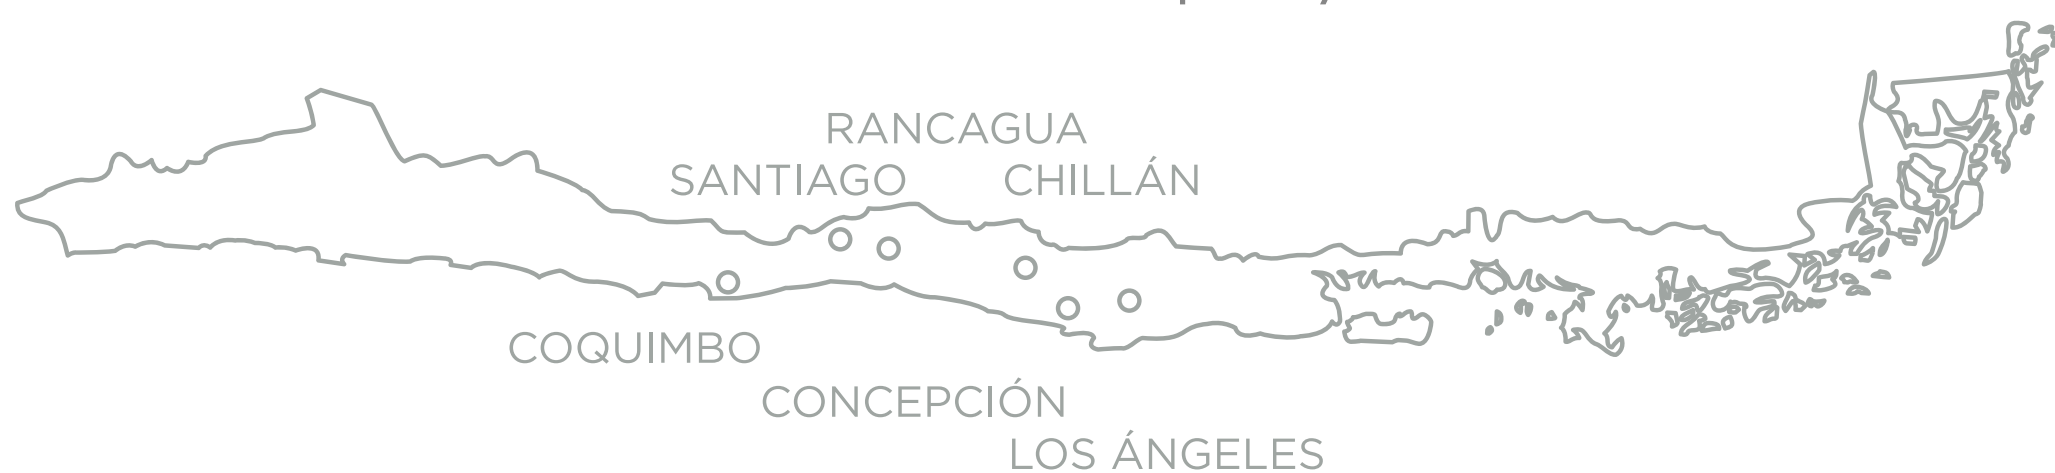 RANCAGUA
SANTIAGO CHILLÁN
COQUIMBO
CONCEPCIÓN
LOS ÁNGELES